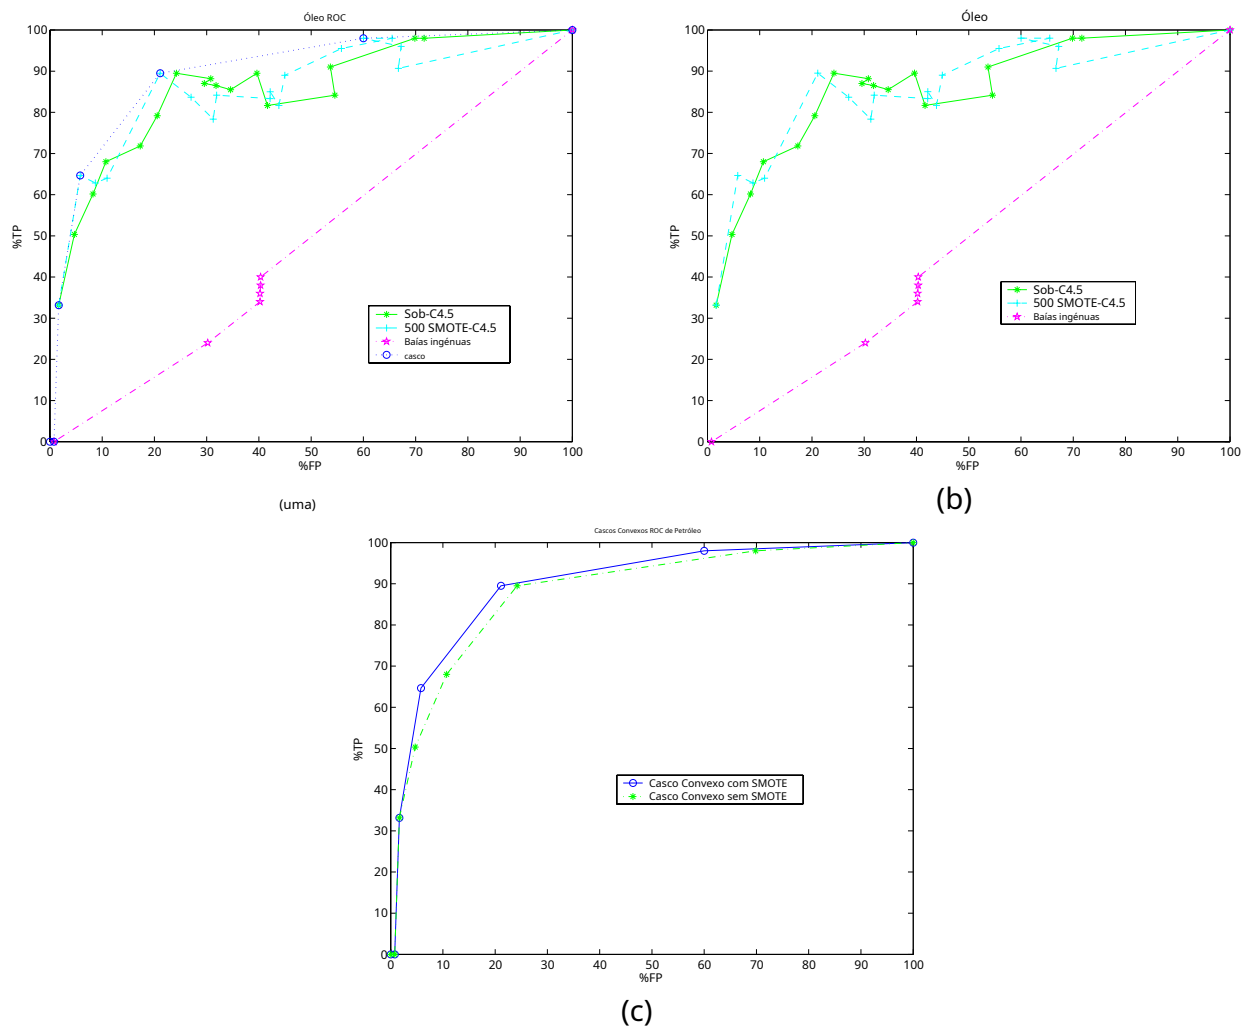 Óleo ROC
100
90
80
70
60
50
40
30
20
10
0
%TP
0 10 20 30 40 50 60 70 80 90 100
%FP
Sob-C4.5
500 SMOTE-C4.5
Baías ingénuas
casco
(uma)
Óleo
100
90
80
70
60
50
40
30
20
10
0
%TP
0 10 20 30 40 50 60 70 80 90 100
%FP
Sob-C4.5
500 SMOTE-C4.5
Baías ingénuas
(b)
Cascos Convexos ROC de Petróleo
100
90
80
70
60
50
40
30
20
10
0
%TP
0 10 20 30 40 50 60 70 80 90 100
%FP
Casco Convexo com SMOTE
Casco Convexo sem SMOTE
(c)